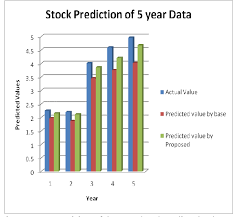 Stock Prediction of 5 year Data
5
4.5
4
3.5
3
2.5
2
1.5
1
0.5
0
Predicted Values
1 2 3 4 5
Year
Actual Value
Predicted value by base
Predicted value by
Proposed